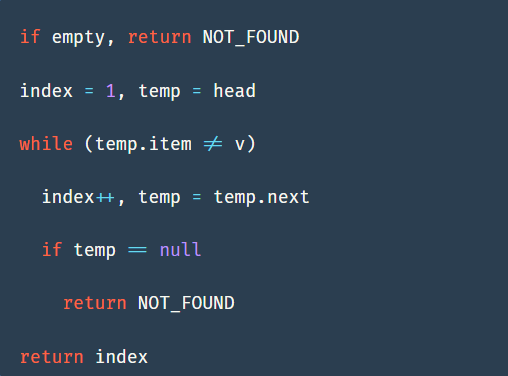 if empty, return NOT_FOUND
index = 1, temp = head
while (temp.item ≠ v)
  index++, temp = temp.next
  if temp == null
    return NOT_FOUND
return index